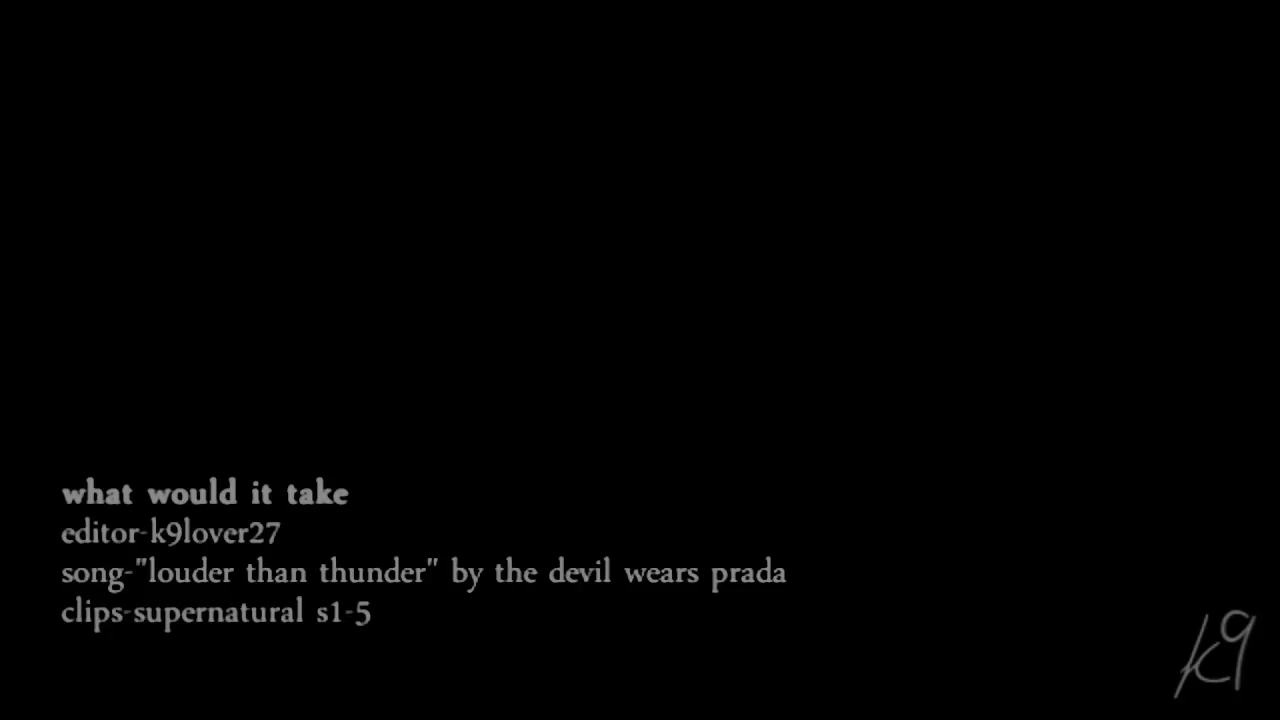 what would it take
editor-k9lover27
song-"louder than thunder" by the devil wears prada
clips-supernatural s1-5
k9